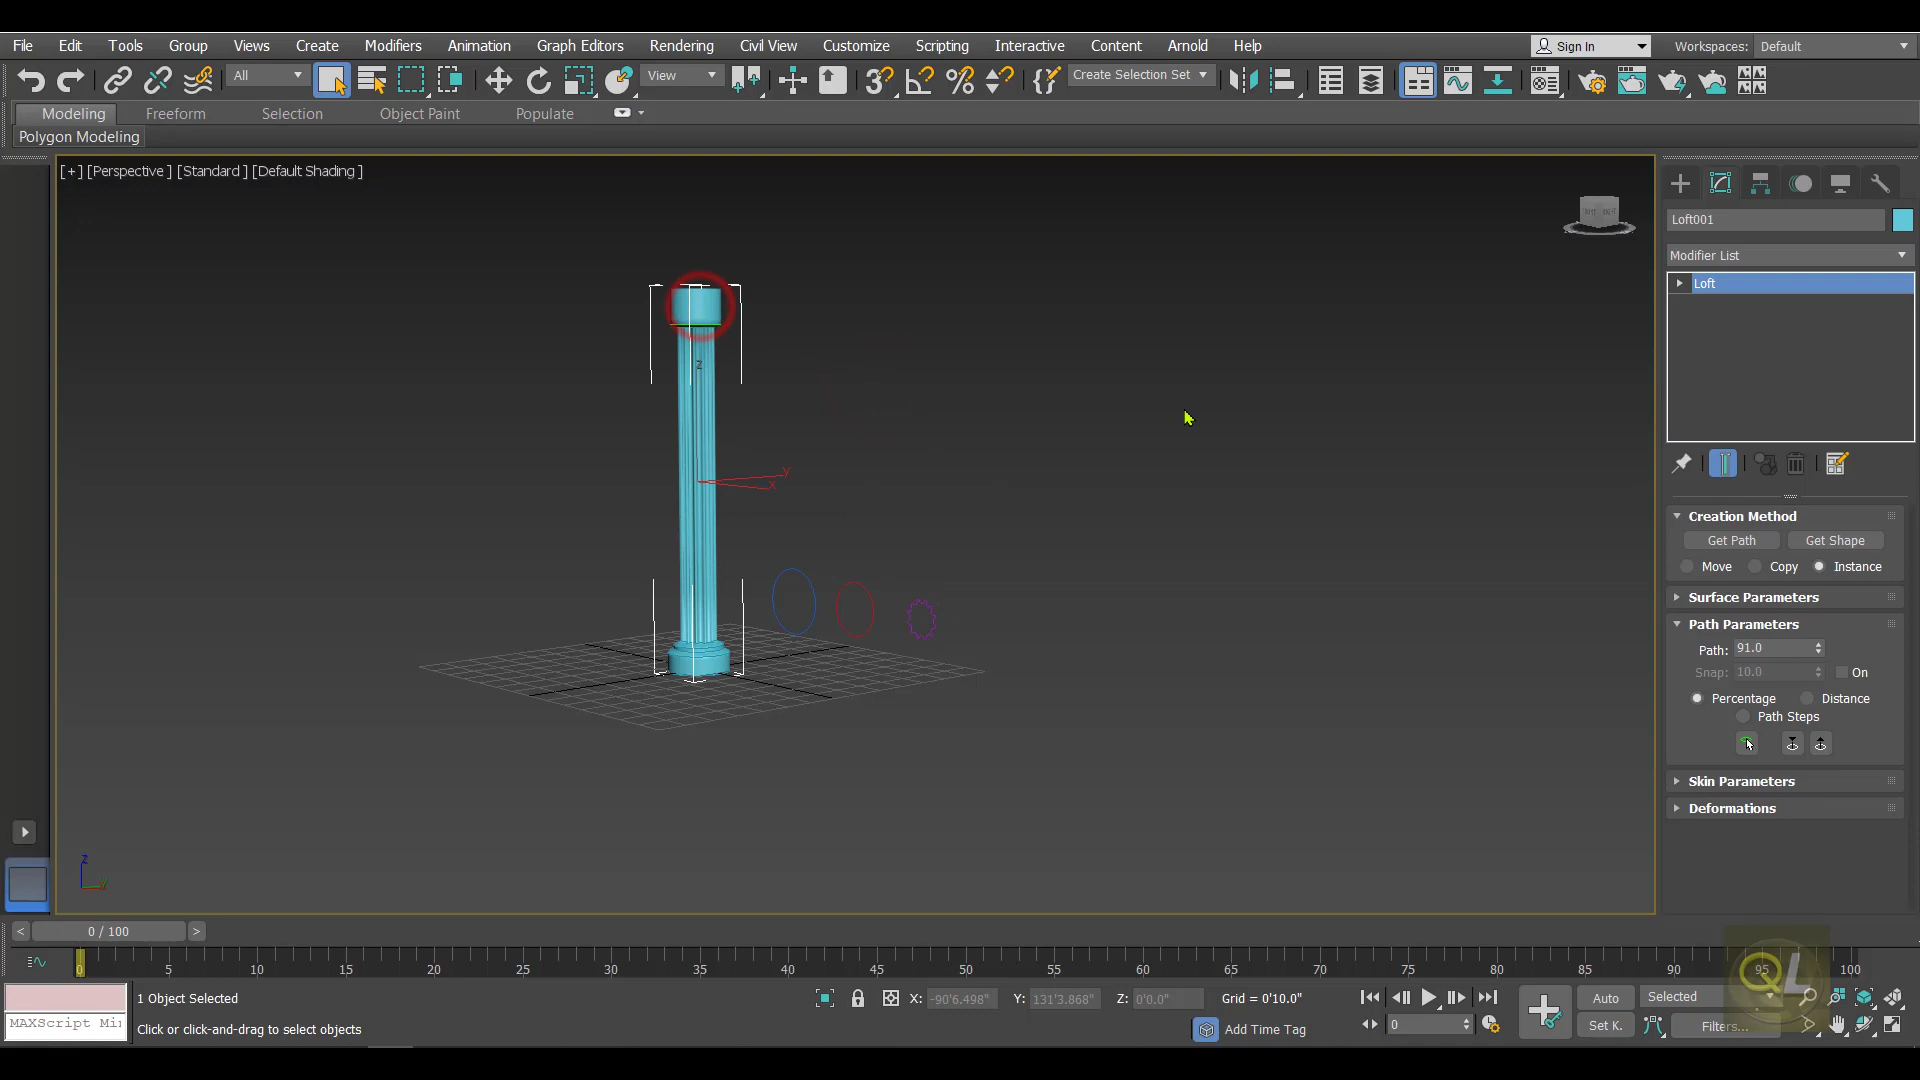 File Edit Tools Group Views Create Modifiers Animation Graph Editors Rendering Civil View Customize Scripting Interactive Content Arnold Help Sign In Workspaces: Default
All View Create Selection Set
Modeling Freeform Selection Object Paint Populate
Polygon Modeling
[+] [Perspective ] [Standard ] [Default Shading ]
Loft001
Modifier List
Loft
z
y
x
Creation Method
Get Path Get Shape
Move Copy Instance
Surface Parameters
Path Parameters
Path: 91.0
Snap: 10.0 On
Percentage Distance
Path Steps
Skin Parameters
Deformations
z
< 0 / 100 >
0 5 10 15 20 25 30 35 40 45 50 55 60 65 70 75 80 85 90 95 100
QL
1 Object Selected X: -90'6.498" Y: 131'3.868" Z: 0'0.0" Grid = 0'10.0" Auto Selected
MAXScript Mi Click or click-and-drag to select objects Add Time Tag 0 Set K. Filters...